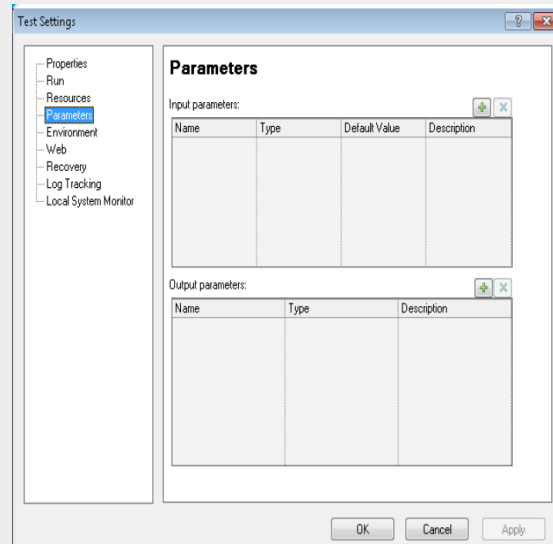 Test Settings
Properties
Run
Resources
Parameters
Environment
Web
Recovery
Log Tracking
Local System Monitor
Parameters
Input parameters:
Name Type Default Value Description
Output parameters:
Name Type Description
OK Cancel Apply